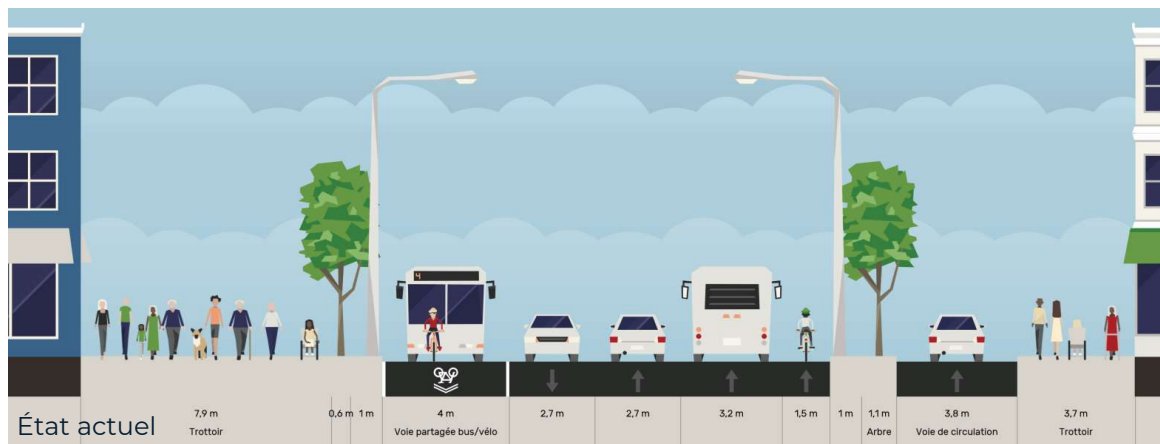 4
État actuel
7,9 m
Trottoir
0,6 m
1 m
4 m
Voie partagée bus/vélo
2,7 m
2,7 m
3,2 m
1,5 m
1 m
1,1 m
Arbre
3,8 m
Voie de circulation
3,7 m
Trottoir